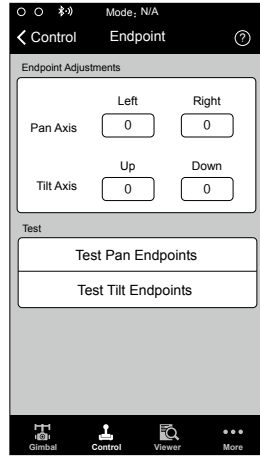 Mode: N/A
Control Endpoint ?
Endpoint Adjustments
Left Right
Pan Axis 0 0
Up Down
Tilt Axis 0 0
Test
Test Pan Endpoints
Test Tilt Endpoints
Gimbal Control Viewer More